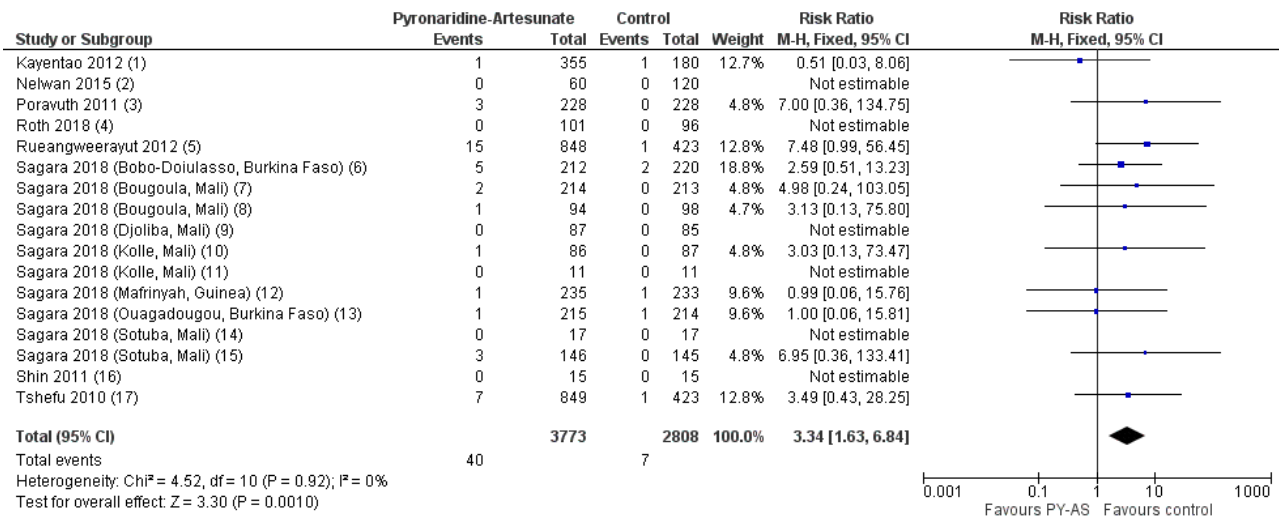 Pyronaridine-Artesunate Control Risk Ratio Risk Ratio
Study or Subgroup Events Total Events Total Weight M-H, Fixed, 95% CI M-H, Fixed, 95% CI
Kayentao 2012 (1) 1 355 1 180 12.7% 0.51 [0.03, 8.06]
Nelwan 2015 (2) 0 60 0 120 Not estimable
Poravuth 2011 (3) 3 228 0 228 4.8% 7.00 [0.36, 134.75]
Roth 2018 (4) 0 101 0 96 Not estimable
Rueangweerayut 2012 (5) 15 848 1 423 12.8% 7.48 [0.99, 56.45]
Sagara 2018 (Bobo-Doiulasso, Burkina Faso) (6) 5 212 2 220 18.8% 2.59 [0.51, 13.23]
Sagara 2018 (Bougoula, Mali) (7) 2 214 0 213 4.8% 4.98 [0.24, 103.05]
Sagara 2018 (Bougoula, Mali) (8) 1 94 0 98 4.7% 3.13 [0.13, 75.80]
Sagara 2018 (Djoliba, Mali) (9) 0 87 0 85 Not estimable
Sagara 2018 (Kolle, Mali) (10) 1 86 0 87 4.8% 3.03 [0.13, 73.47]
Sagara 2018 (Kolle, Mali) (11) 0 11 0 11 Not estimable
Sagara 2018 (Mafrinyah, Guinea) (12) 1 235 1 233 9.6% 0.99 [0.06, 15.76]
Sagara 2018 (Ouagadougou, Burkina Faso) (13) 1 215 1 214 9.6% 1.00 [0.06, 15.81]
Sagara 2018 (Sotuba, Mali) (14) 0 17 0 17 Not estimable
Sagara 2018 (Sotuba, Mali) (15) 3 146 0 145 4.8% 6.95 [0.36, 133.41]
Shin 2011 (16) 0 15 0 15 Not estimable
Tshefu 2010 (17) 7 849 1 423 12.8% 3.49 [0.43, 28.25]
Total (95% CI) 3773 2808 100.0% 3.34 [1.63, 6.84]
Total events 40 7
Heterogeneity: Chi² = 4.52, df = 10 (P = 0.92); I² = 0%
Test for overall effect: Z = 3.30 (P = 0.0010)
0.001 0.1 1 10 1000
Favours PY-AS Favours control